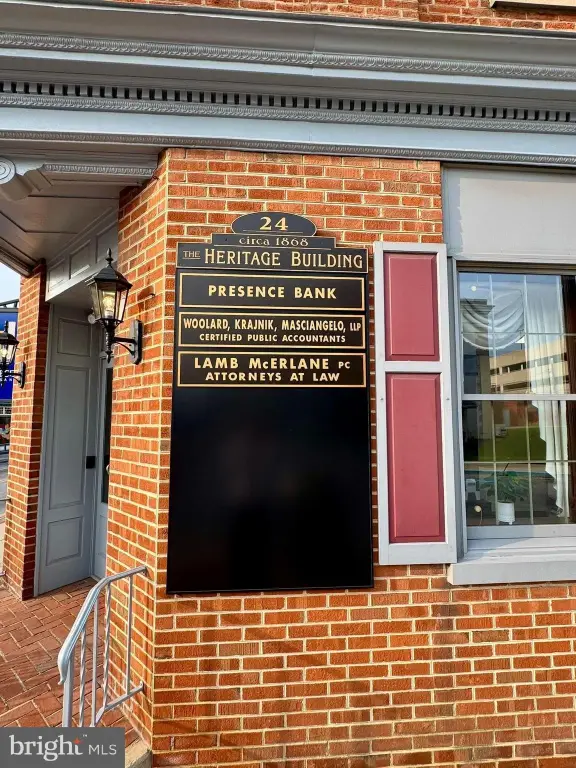 24
circa 1868
THE HERITAGE BUILDING
PRESENCE BANK
WOOLARD, KRAJNIK, MASCIANGELO, LLP
CERTIFIED PUBLIC ACCOUNTANTS
LAMB McERLANE PC
ATTORNEYS AT LAW
bright MLS